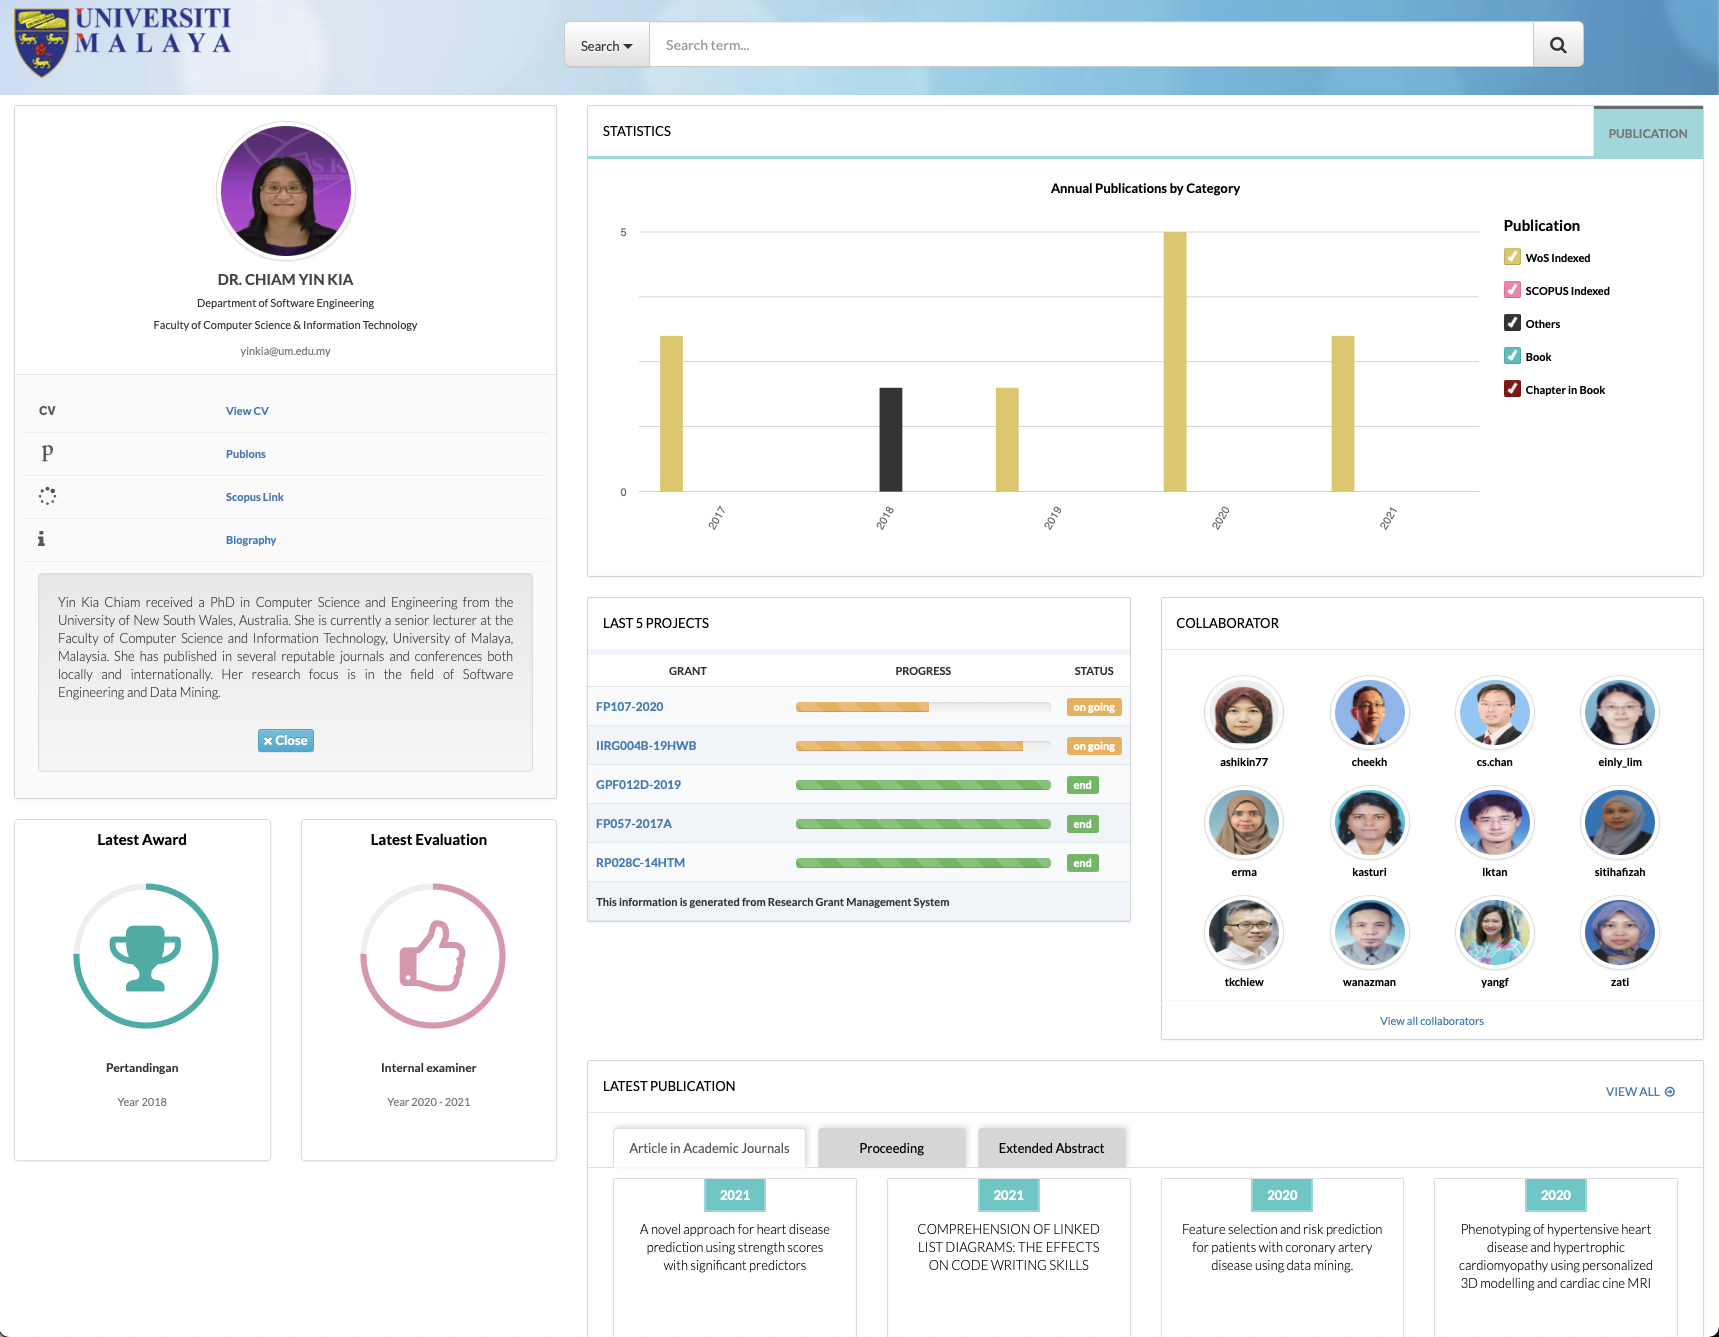 UNIVERSITI
MALAYA
Search
Search term...
DR. CHIAM YIN KIA
Department of Software Engineering
Faculty of Computer Science & Information Technology
yinkia@um.edu.my
CV
View CV
p
Publons
Scopus Link
Biography
Yin Kia Chiam received a PhD in Computer Science and Engineering from the
University of New South Wales, Australia. She is currently a senior lecturer at the
Faculty of Computer Science and Information Technology, University of Malaya,
Malaysia. She has published in several reputable journals and conferences both
locally and internationally. Her research focus is in the field of Software
Engineering and Data Mining.
Close
Latest Award
Pertandingan
Year 2018
Latest Evaluation
Internal examiner
Year 2020 - 2021
STATISTICS
PUBLICATION
Annual Publications by Category
5
0
2017
2018
2019
2020
2021
Publication
WoS Indexed
SCOPUS Indexed
Others
Book
Chapter in Book
LAST 5 PROJECTS
GRANT PROGRESS STATUS
FP107-2020 on going
IIRG004B-19HWB on going
GPF012D-2019 end
FP057-2017A end
RP028C-14HTM end
This information is generated from Research Grant Management System
COLLABORATOR
ashikin77 cheekh cs.chan einly_lim
erma kasturi lktan sitihafizah
tkchiew wanazman yangf zati
View all collaborators
LATEST PUBLICATION
VIEW ALL
Article in Academic Journals Proceeding Extended Abstract
2021
A novel approach for heart disease
prediction using strength scores
with significant predictors
2021
COMPREHENSION OF LINKED
LIST DIAGRAMS: THE EFFECTS
ON CODE WRITING SKILLS
2020
Feature selection and risk prediction
for patients with coronary artery
disease using data mining.
2020
Phenotyping of hypertensive heart
disease and hypertrophic
cardiomyopathy using personalized
3D modelling and cardiac cine MRI